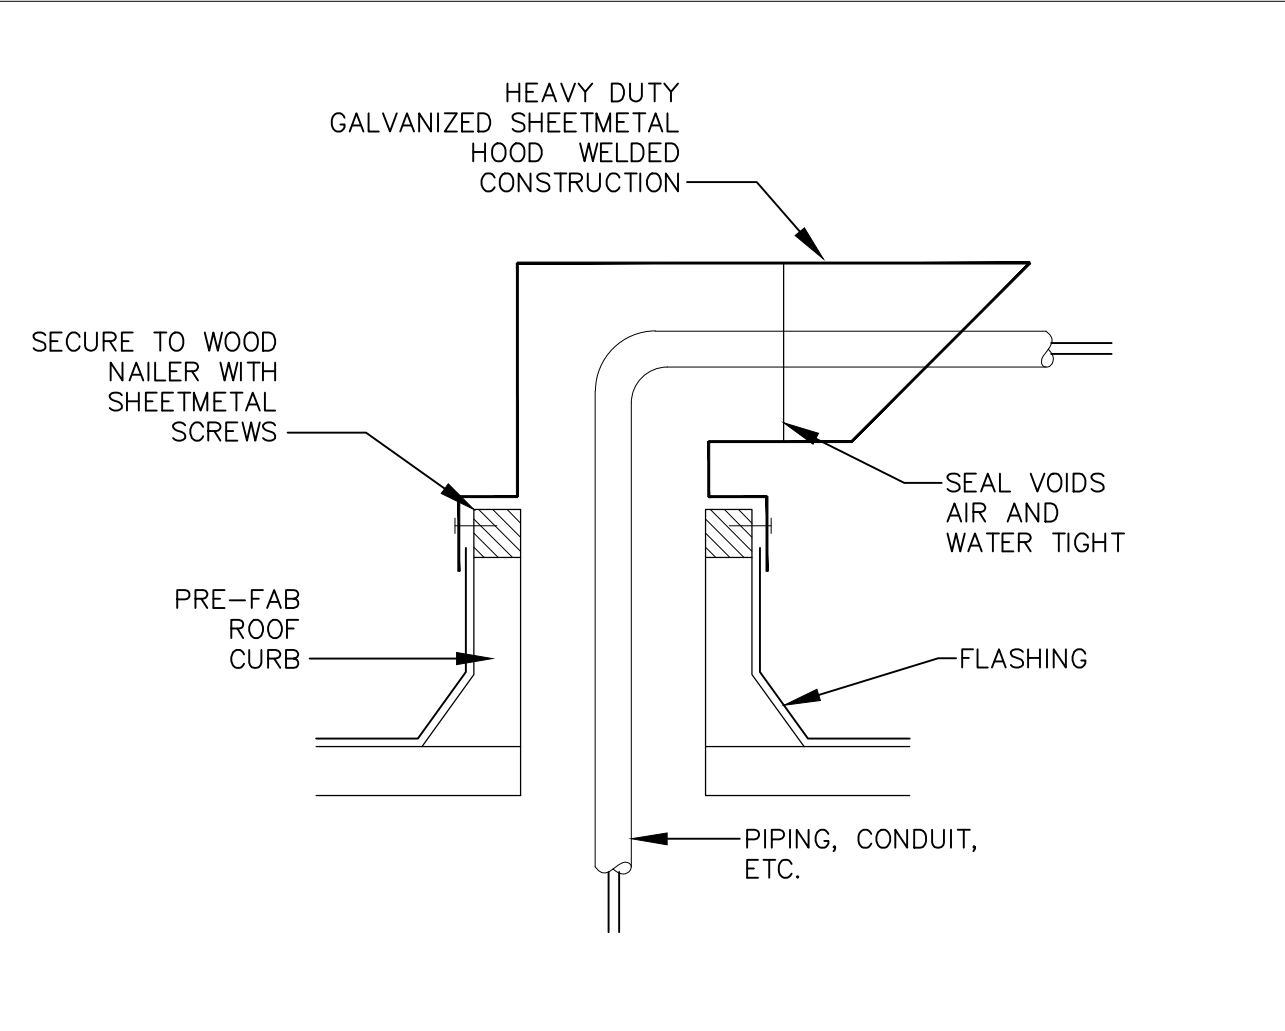 HEAVY DUTY
GALVANIZED SHEETMETAL
HOOD WELDED
CONSTRUCTION
SECURE TO WOOD
NAILER WITH
SHEETMETAL
SCREWS
SEAL VOIDS
AIR AND
WATER TIGHT
PRE-FAB
ROOF
CURB
FLASHING
PIPING, CONDUIT,
ETC.